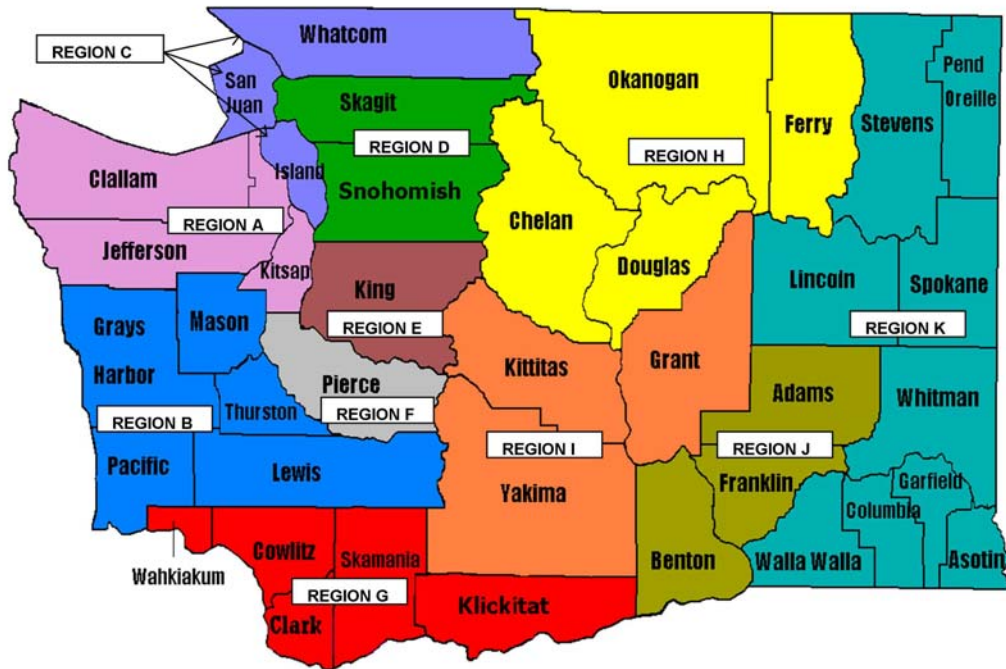 Whatcom
REGION C
San
Juan
Okanogan
Pend
Oreille
Skagit
Ferry
Stevens
REGION D
REGION H
Island
Clallam
Snohomish
REGION A
Chelan
Jefferson
Kitsap
Douglas
King
Lincoln
Spokane
Grays
Harbor
Mason
REGION E
REGION K
Kittitas
Grant
Pierce
Adams
Whitman
Thurston
REGION F
REGION B
REGION I
REGION J
Pacific
Lewis
Yakima
Franklin
Garfield
Columbia
Cowlitz
Skamania
Benton
Walla Walla
Asotin
Wahkiakum
REGION G
Klickitat
Clark